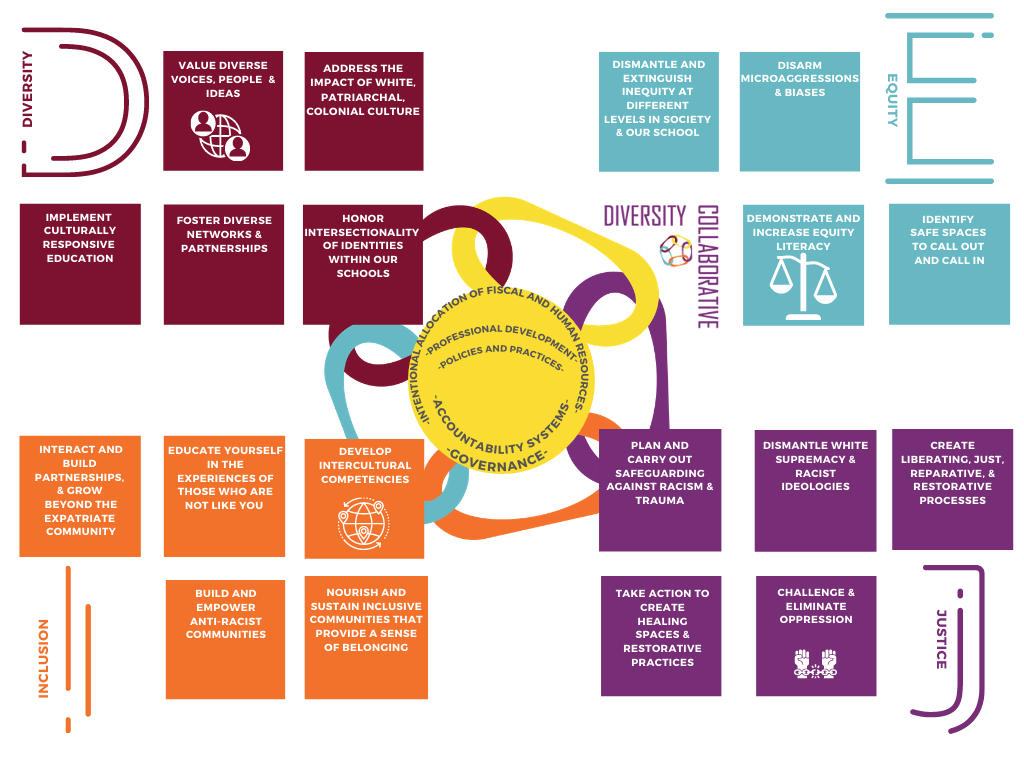 DIVERSITY
VALUE DIVERSE
VOICES, PEOPLE &
IDEAS
ADDRESS THE
IMPACT OF WHITE,
PATRIARCHAL,
COLONIAL CULTURE
DISMANTLE AND
EXTINGUISH
INEQUITY AT
DIFFERENT
LEVELS IN SOCIETY
& OUR SCHOOL
DISARM
MICROAGGRESSIONS
& BIASES
EQUITY
IMPLEMENT
CULTURALLY
RESPONSIVE
EDUCATION
FOSTER DIVERSE
NETWORKS &
PARTNERSHIPS
HONOR
INTERSECTIONALITY
OF IDENTITIES
WITHIN OUR
SCHOOLS
DIVERSITY
COLLABORATIVE
DEMONSTRATE AND
INCREASE EQUITY
LITERACY
IDENTIFY
SAFE SPACES
TO CALL OUT
AND CALL IN
-INTENTIONAL ALLOCATION OF FISCAL AND HUMAN RESOURCES-
-PROFESSIONAL DEVELOPMENT-
-POLICIES AND PRACTICES-
-ACCOUNTABILITY SYSTEMS-
-GOVERNANCE-
INTERACT AND
BUILD
PARTNERSHIPS,
& GROW
BEYOND THE
EXPATRIATE
COMMUNITY
EDUCATE YOURSELF
IN THE
EXPERIENCES OF
THOSE WHO ARE
NOT LIKE YOU
DEVELOP
INTERCULTURAL
COMPETENCIES
PLAN AND
CARRY OUT
SAFEGUARDING
AGAINST RACISM &
TRAUMA
DISMANTLE WHITE
SUPREMACY &
RACIST
IDEOLOGIES
CREATE
LIBERATING, JUST,
REPARATIVE, &
RESTORATIVE
PROCESSES
INCLUSION
BUILD AND
EMPOWER
ANTI-RACIST
COMMUNITIES
NOURISH AND
SUSTAIN INCLUSIVE
COMMUNITIES THAT
PROVIDE A SENSE
OF BELONGING
TAKE ACTION TO
CREATE
HEALING
SPACES &
RESTORATIVE
PRACTICES
CHALLENGE &
ELIMINATE
OPPRESSION
JUSTICE